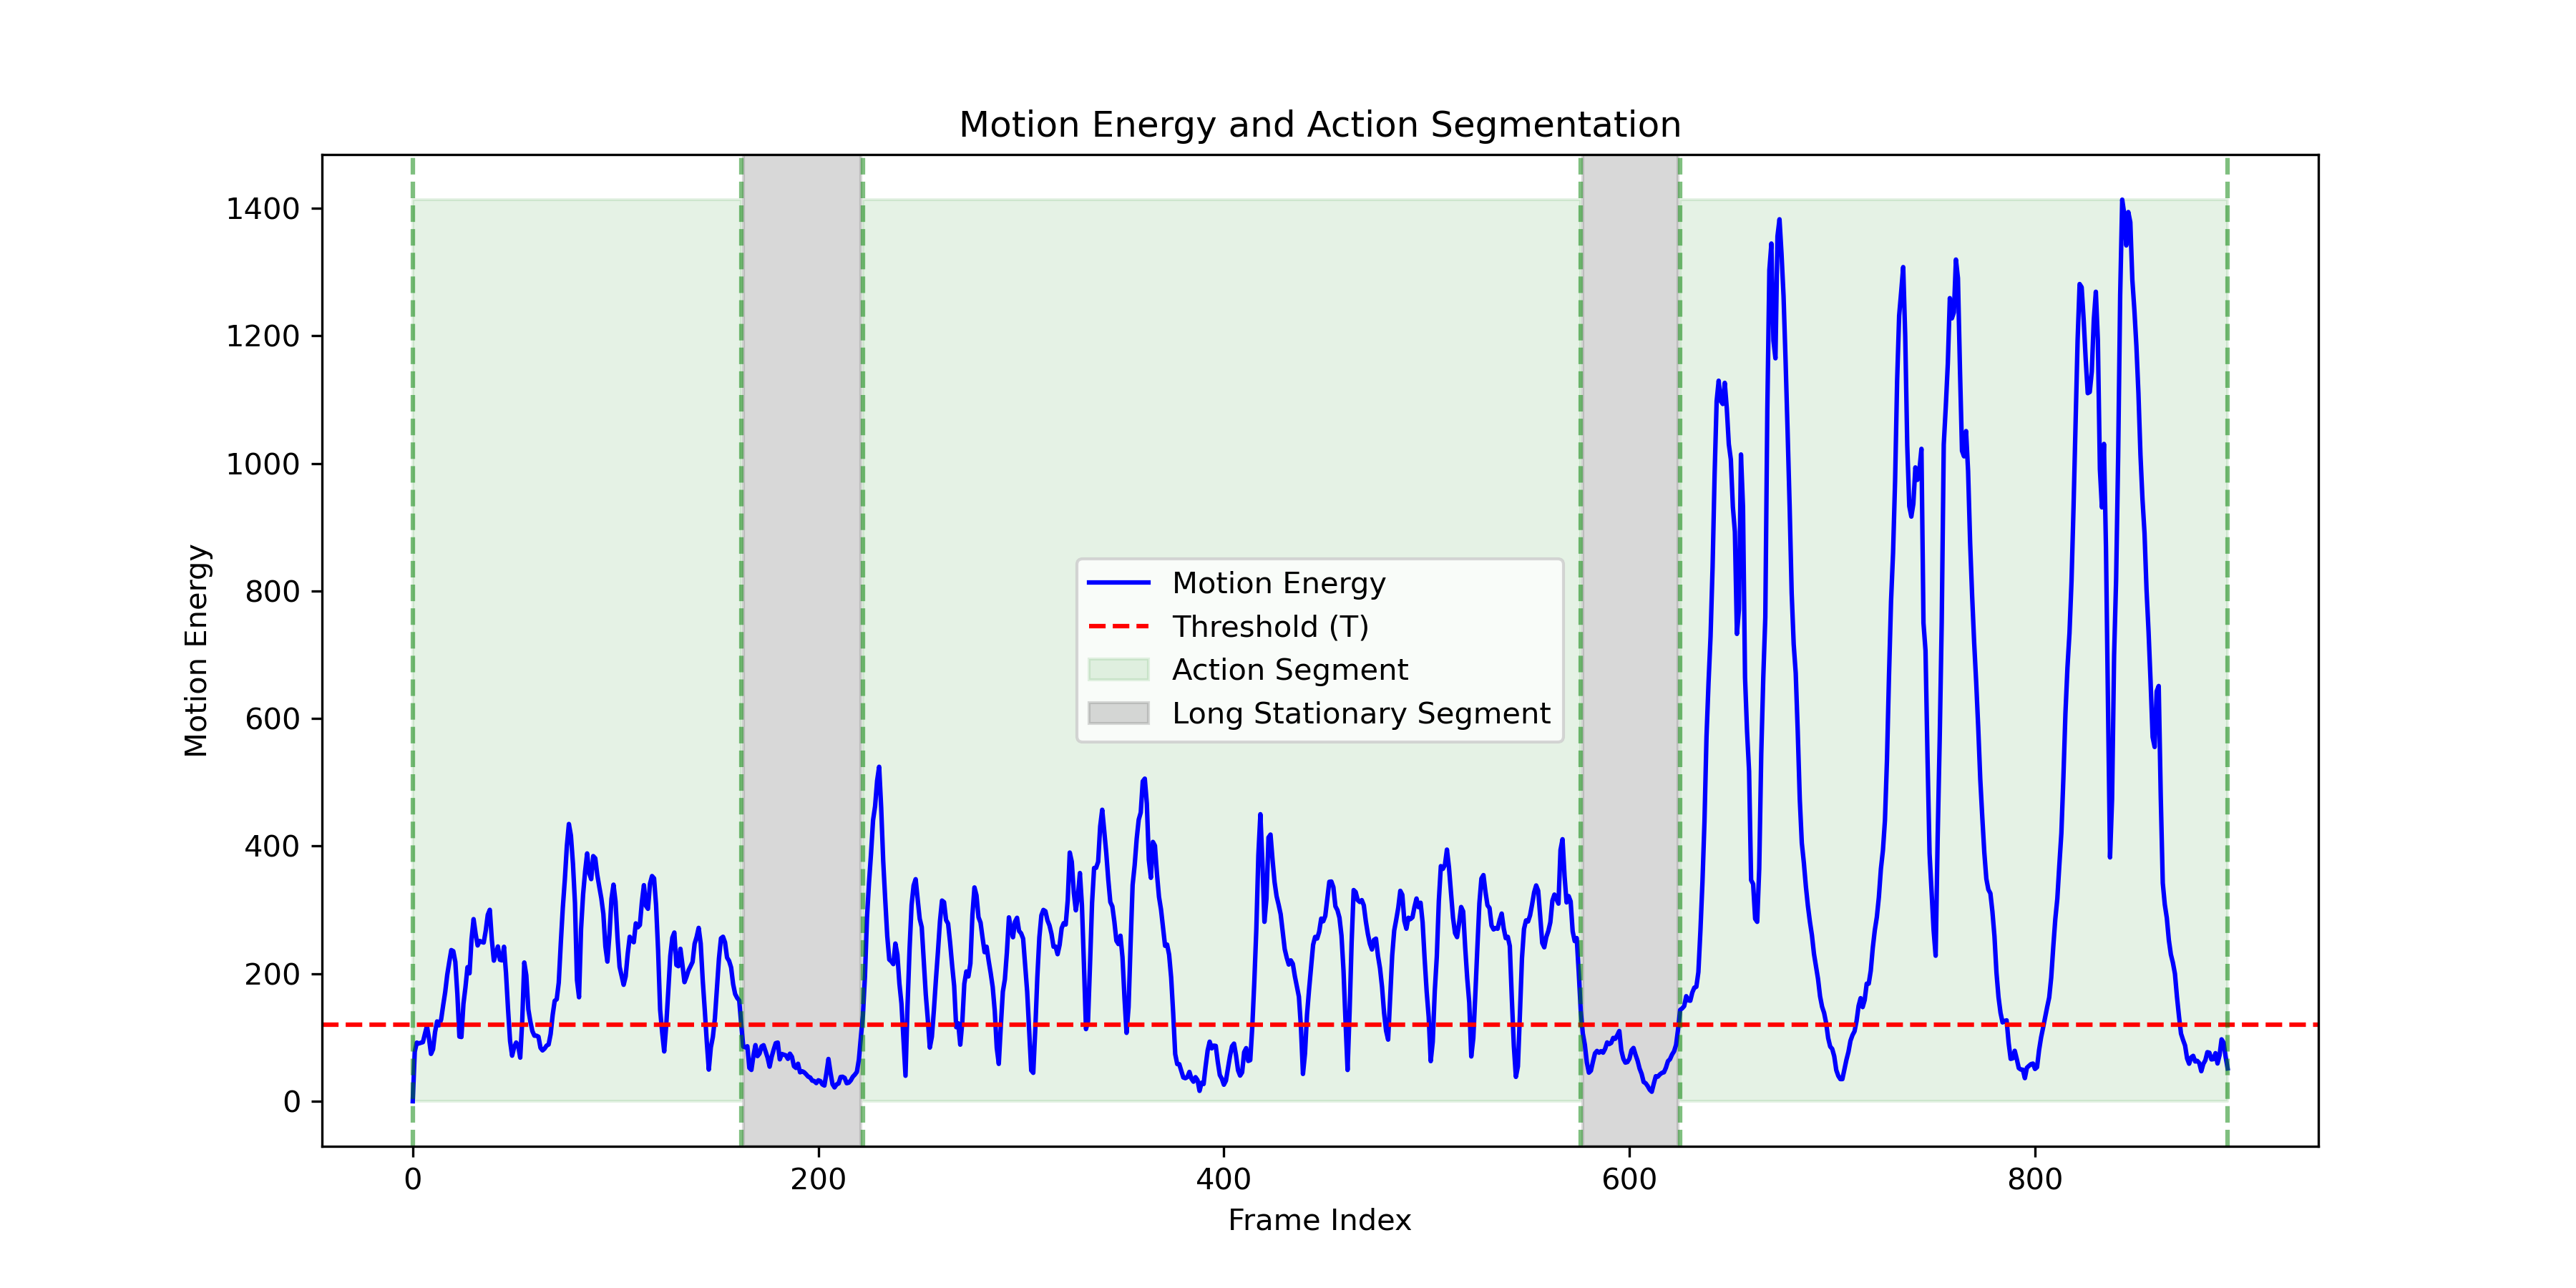 Motion Energy and Action Segmentation
Motion Energy
1400
1200
1000
800
600
400
200
0
Motion Energy
Threshold (T)
Action Segment
Long Stationary Segment
0 200 400 600 800
Frame Index